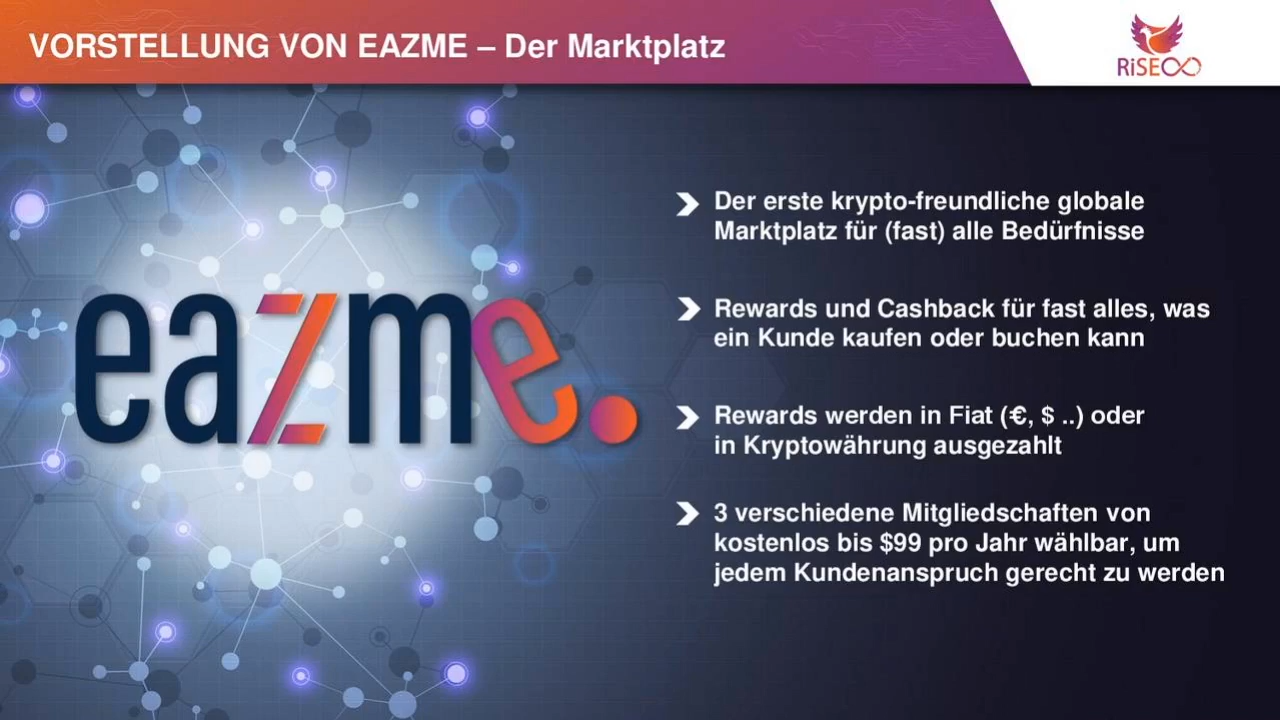 VORSTELLUNG VON EAZME – Der Marktplatz
RiSE
eazme.
Der erste krypto-freundliche globale
Marktplatz für (fast) alle Bedürfnisse
Rewards und Cashback für fast alles, was
ein Kunde kaufen oder buchen kann
Rewards werden in Fiat (€, $ ..) oder
in Kryptowährung ausgezahlt
3 verschiedene Mitgliedschaften von
kostenlos bis $99 pro Jahr wählbar, um
jedem Kundenanspruch gerecht zu werden